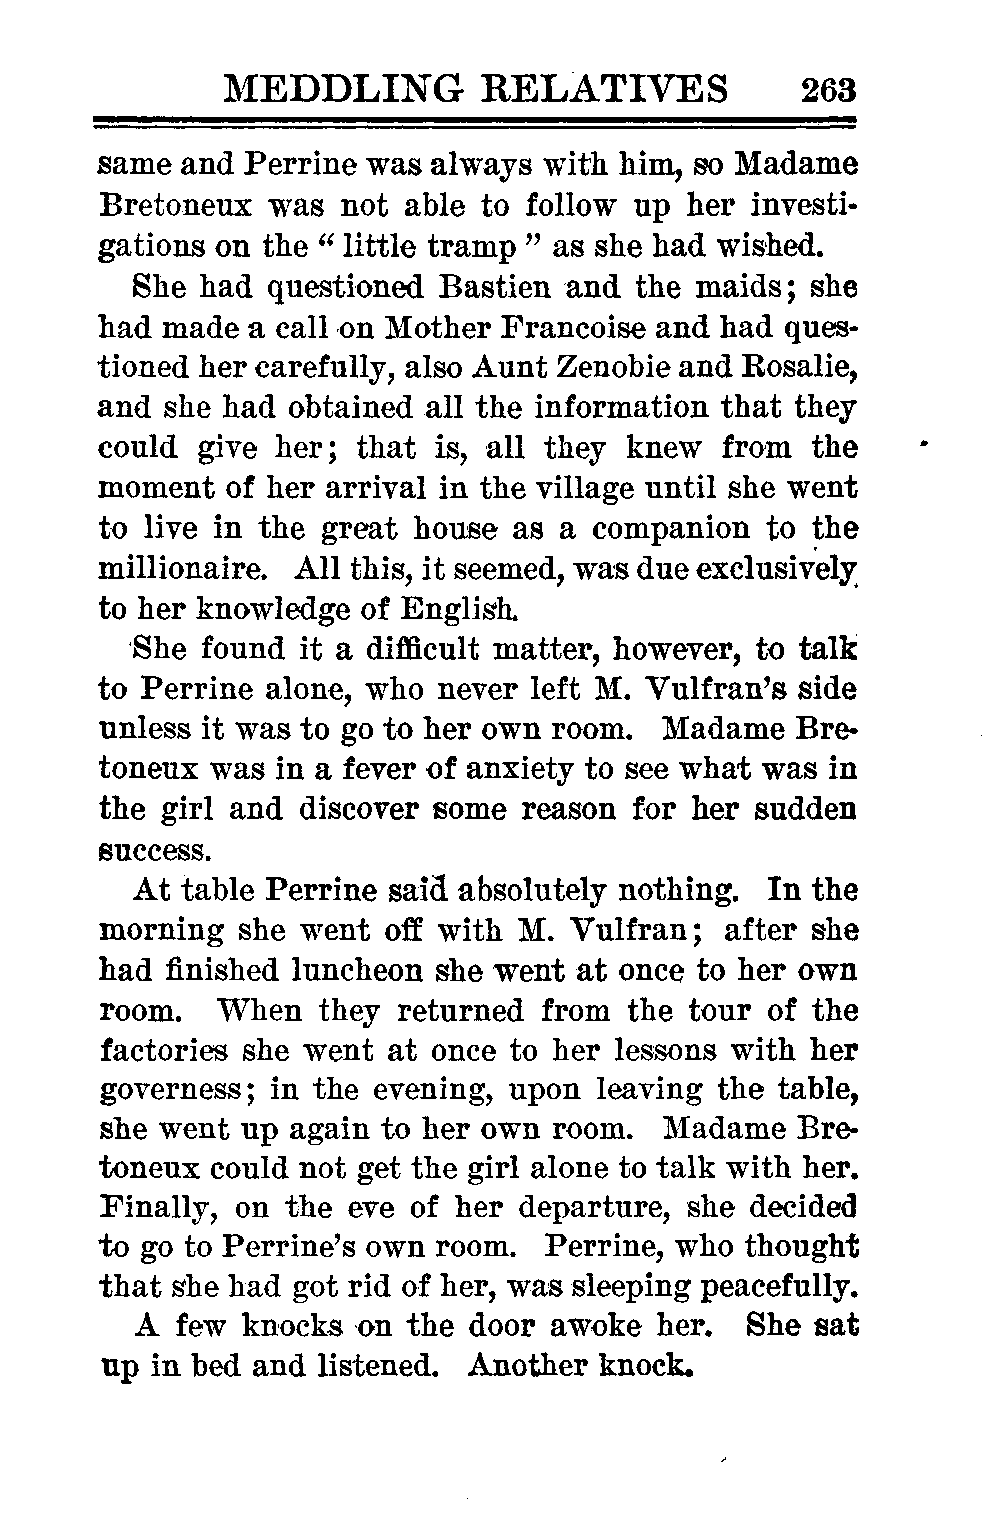 MEDDLING RELATIVES 263
same and Perrine was always with him, so Madame
Bretoneux was not able to follow up her investi-
gations on the “ little tramp ” as she had wished.
She had questioned Bastien and the maids; she
had made a call on Mother Francoise and had ques-
tioned her carefully, also Aunt Zenobie and Rosalie,
and she had obtained all the information that they
could give her; that is, all they knew from the
moment of her arrival in the village until she went
to live in the great house as a companion to the
millionaire. All this, it seemed, was due exclusively
to her knowledge of English.
She found it a difficult matter, however, to talk
to Perrine alone, who never left M. Vulfran’s side
unless it was to go to her own room. Madame Bre-
toneux was in a fever of anxiety to see what was in
the girl and discover some reason for her sudden
success.
At table Perrine said absolutely nothing. In the
morning she went off with M. Vulfran; after she
had finished luncheon she went at once to her own
room. When they returned from the tour of the
factories she went at once to her lessons with her
governess; in the evening, upon leaving the table,
she went up again to her own room. Madame Bre-
toneux could not get the girl alone to talk with her.
Finally, on the eve of her departure, she decided
to go to Perrine’s own room. Perrine, who thought
that she had got rid of her, was sleeping peacefully.
A few knocks on the door awoke her. She sat
up in bed and listened. Another knock.